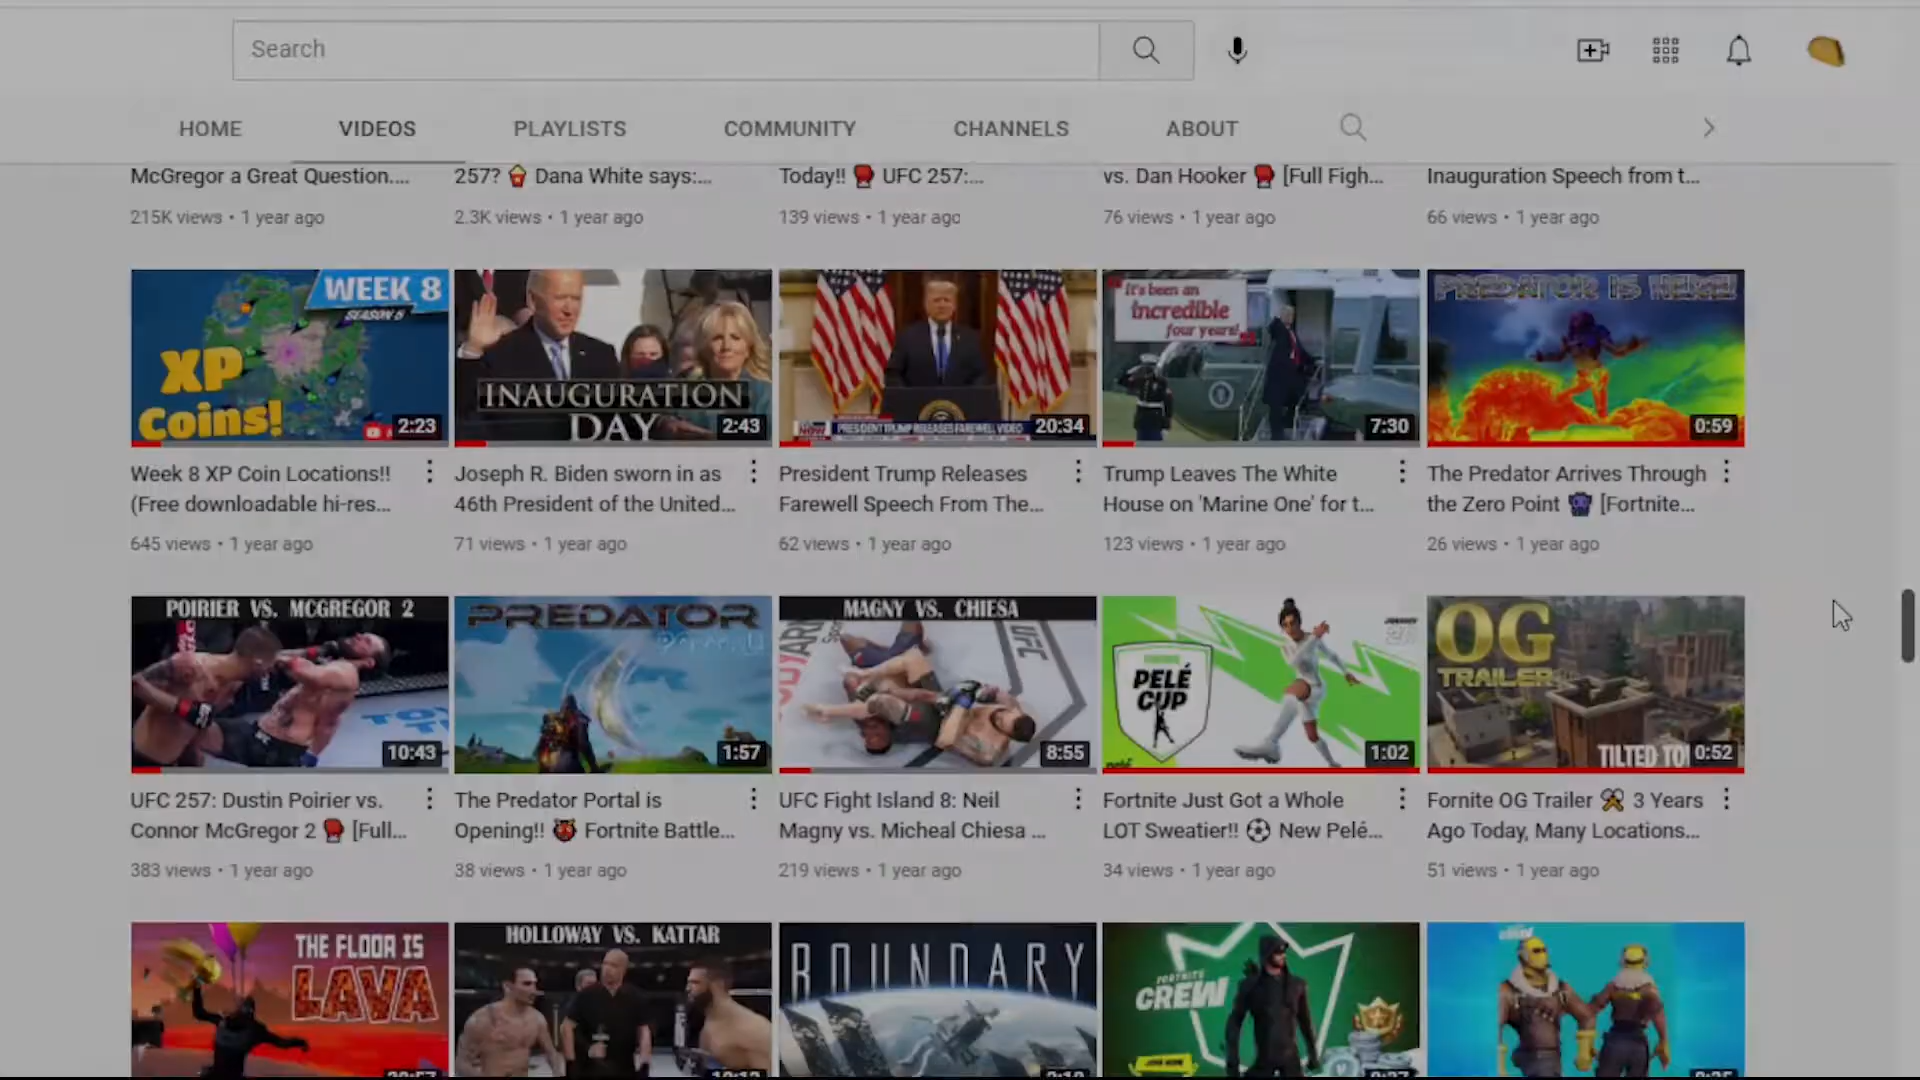 Search
HOME
VIDEOS
PLAYLISTS
COMMUNITY
CHANNELS
ABOUT
McGregor a Great Question....
257? 🍿 Dana White says:...
Today!! 🥊 UFC 257:...
vs. Dan Hooker 🥊 [Full Figh...
Inauguration Speech from t...
215K views • 1 year ago
2.3K views • 1 year ago
139 views • 1 year ago
76 views • 1 year ago
66 views • 1 year ago
WEEK 8
SEASON 5
XP
Coins!
2:23
INAUGURATION
DAY
2:43
PRESIDENT TRUMP RELEASES FAREWELL VIDEO
20:34
It's been an
incredible
four years!
7:30
PREDATOR IS HERE!
0:59
Week 8 XP Coin Locations!!
(Free downloadable hi-res...
645 views • 1 year ago
Joseph R. Biden sworn in as
46th President of the United...
71 views • 1 year ago
President Trump Releases
Farewell Speech From The...
62 views • 1 year ago
Trump Leaves The White
House on 'Marine One' for t...
123 views • 1 year ago
The Predator Arrives Through
the Zero Point [Fortnite...
26 views • 1 year ago
POIRIER VS. MCGREGOR 2
10:43
PREDATOR
1:57
MAGNY VS. CHIESA
UFC
8:55
PELÉ
CUP
1:02
OG
TRAILER
TILTED TO
0:52
UFC 257: Dustin Poirier vs.
Connor McGregor 2 🥊 [Full...
383 views • 1 year ago
The Predator Portal is
Opening!! 👹 Fortnite Battle...
38 views • 1 year ago
UFC Fight Island 8: Neil
Magny vs. Micheal Chiesa ...
219 views • 1 year ago
Fortnite Just Got a Whole
LOT Sweatier!! ⚽ New Pelé...
34 views • 1 year ago
Fornite OG Trailer ⚒ 3 Years
Ago Today, Many Locations...
51 views • 1 year ago
THE FLOOR IS
LAVA
HOLLOWAY VS. KATTAR
BOUNDARY
FORTNITE
CREW